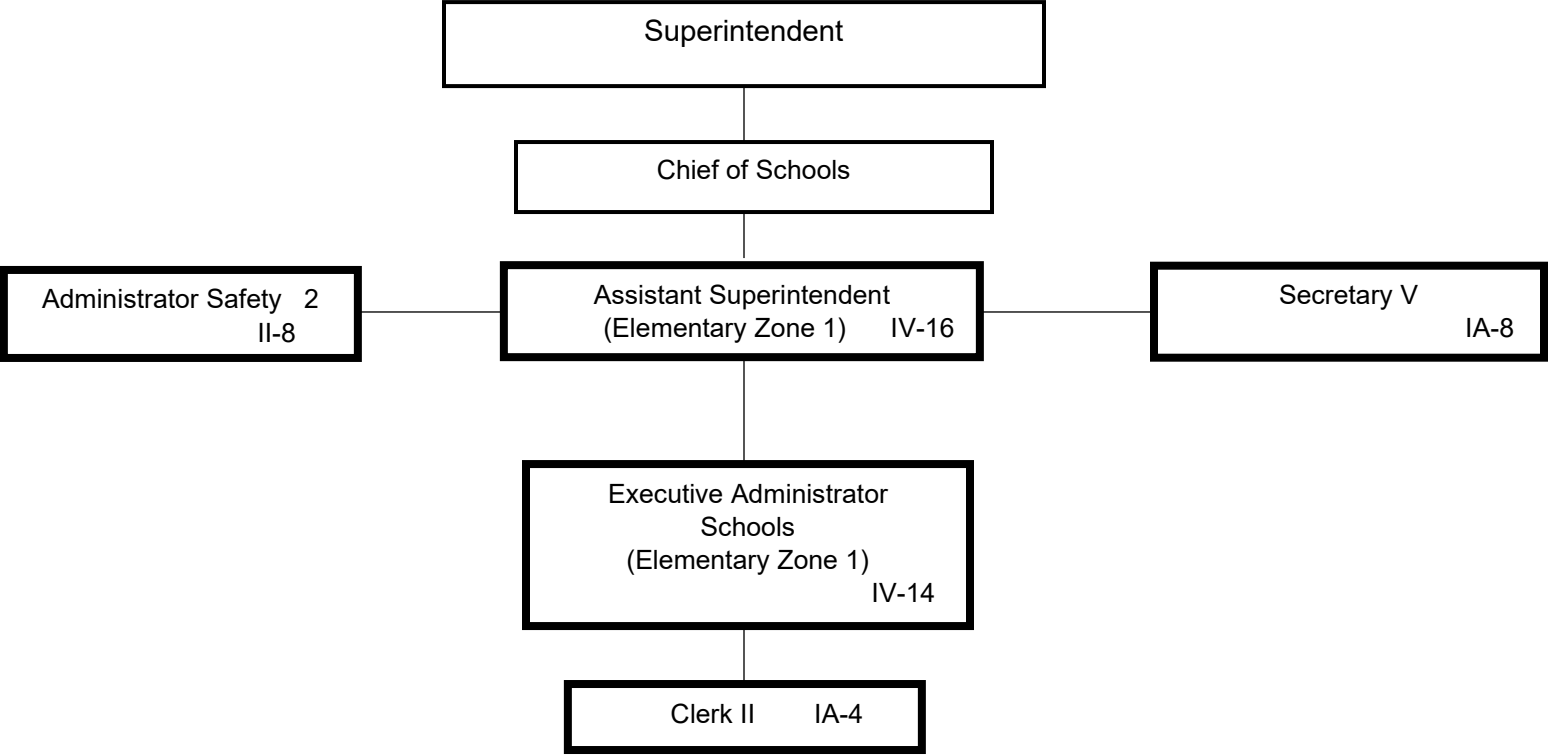 Superintendent
Chief of Schools
Administrator Safety 2
II-8
Assistant Superintendent
(Elementary Zone 1) IV-16
Secretary V
IA-8
Executive Administrator
Schools
(Elementary Zone 1)
IV-14
Clerk II IA-4